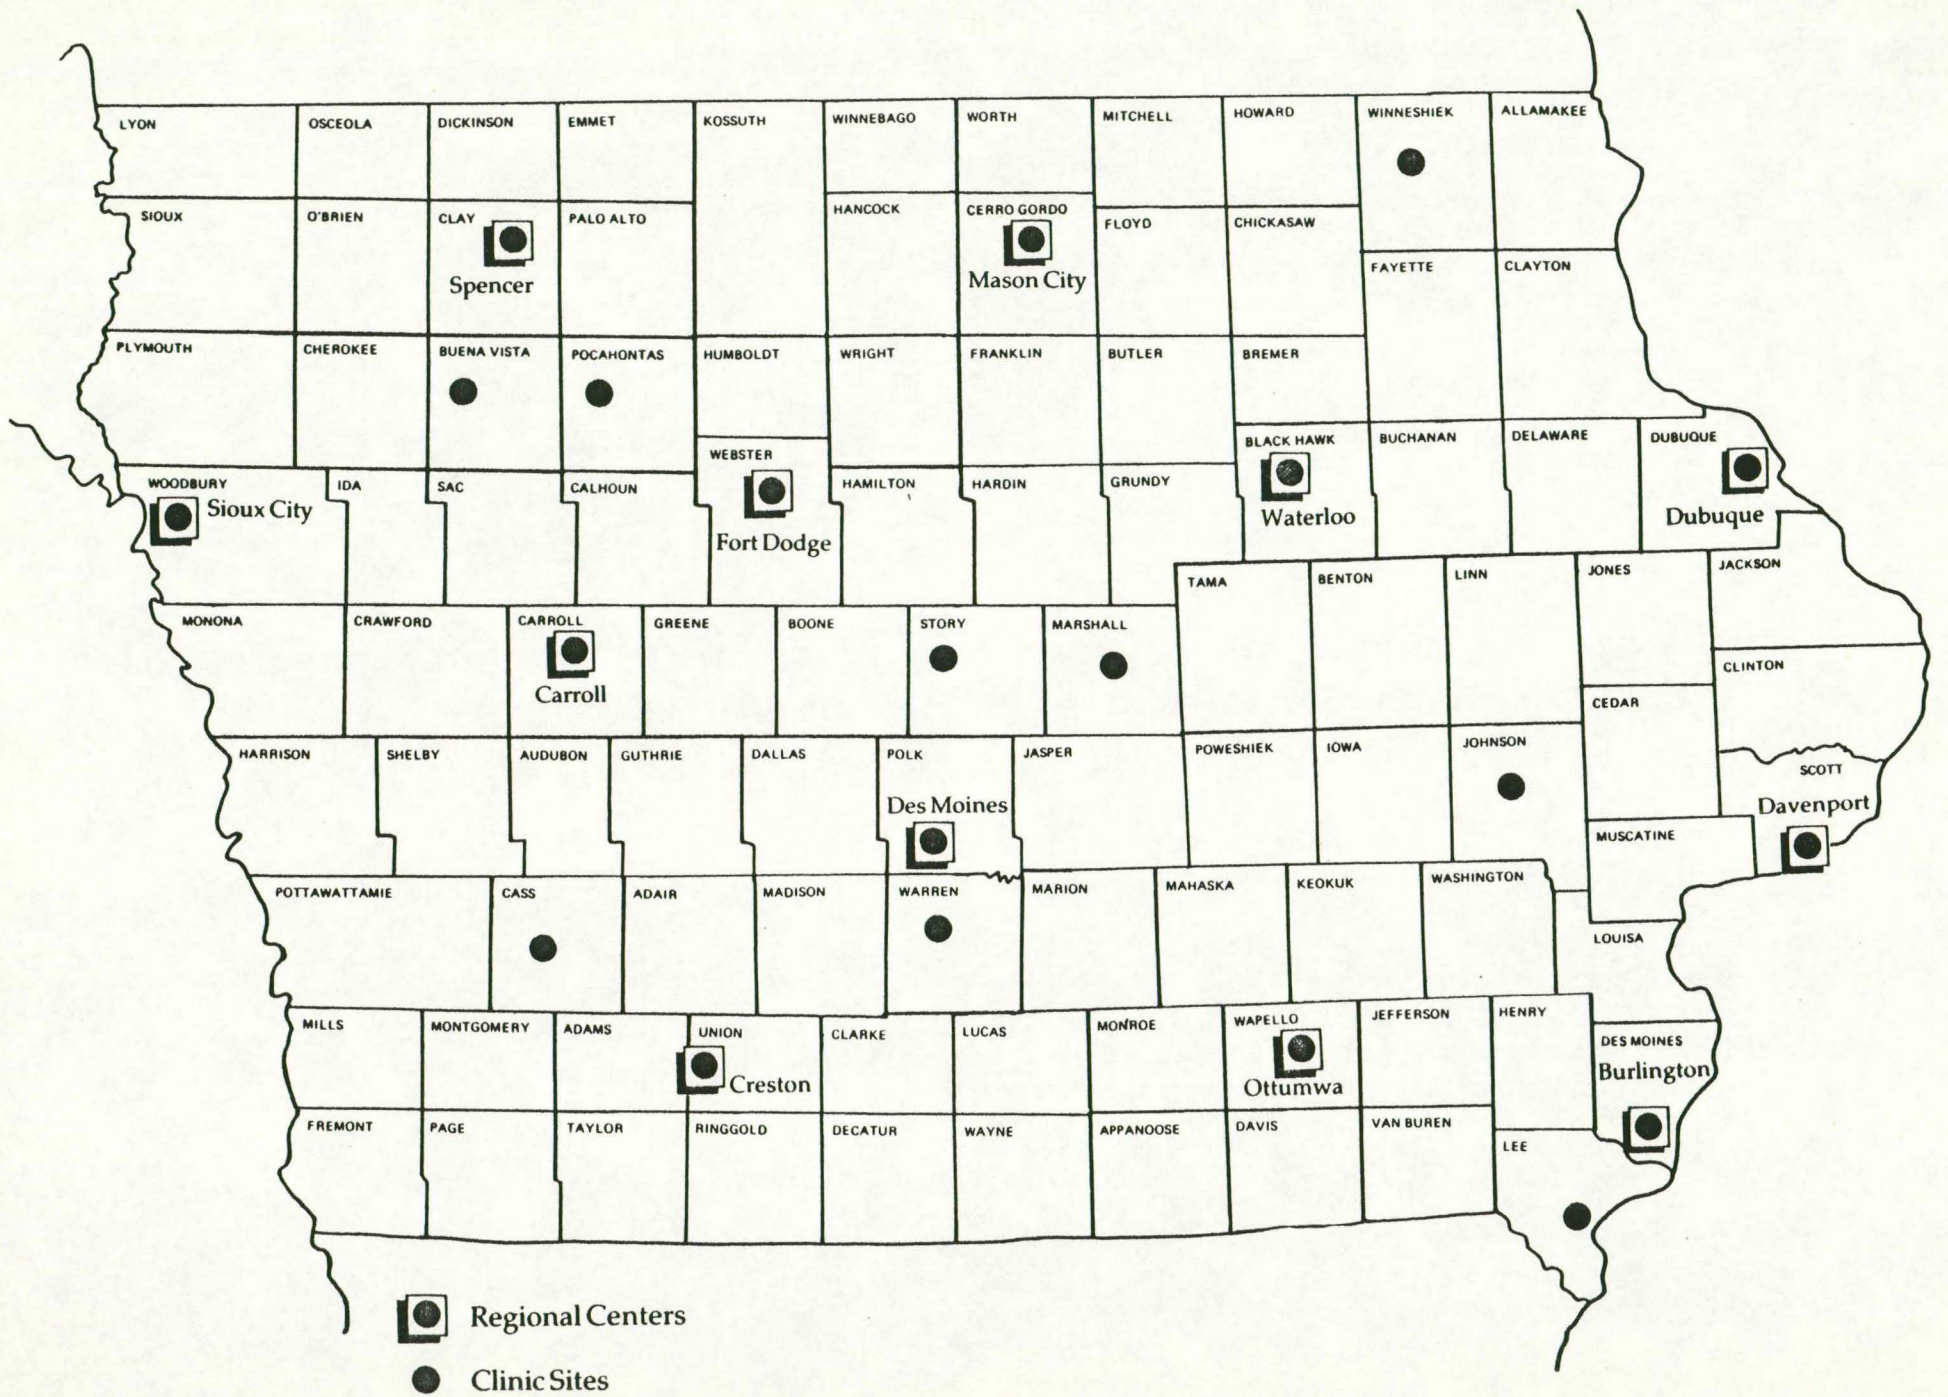 LYON
OSCEOLA
DICKINSON
EMMET
KOSSUTH
WINNEBAGO
WORTH
MITCHELL
HOWARD
WINNESHIEK
ALLAMAKEE
SIOUX
O'BRIEN
CLAY
Spencer
PALO ALTO
HANCOCK
CERRO GORDO
Mason City
FLOYD
CHICKASAW
FAYETTE
CLAYTON
PLYMOUTH
CHEROKEE
BUENA VISTA
POCAHONTAS
HUMBOLDT
WRIGHT
FRANKLIN
BUTLER
BREMER
BLACK HAWK
Waterloo
BUCHANAN
DELAWARE
DUBUQUE
Dubuque
WOODBURY
Sioux City
IDA
SAC
CALHOUN
WEBSTER
Fort Dodge
HAMILTON
HARDIN
GRUNDY
TAMA
BENTON
LINN
JONES
JACKSON
MONONA
CRAWFORD
CARROLL
Carroll
GREENE
BOONE
STORY
MARSHALL
CLINTON
CEDAR
HARRISON
SHELBY
AUDUBON
GUTHRIE
DALLAS
POLK
Des Moines
JASPER
POWESHIEK
IOWA
JOHNSON
SCOTT
Davenport
MUSCATINE
POTTAWATTAMIE
CASS
ADAIR
MADISON
WARREN
MARION
MAHASKA
KEOKUK
WASHINGTON
LOUISA
MILLS
MONTGOMERY
ADAMS
UNION
Creston
CLARKE
LUCAS
MONROE
WAPELLO
Ottumwa
JEFFERSON
HENRY
DES MOINES
Burlington
FREMONT
PAGE
TAYLOR
RINGGOLD
DECATUR
WAYNE
APPANOOSE
DAVIS
VAN BUREN
LEE
Regional Centers
Clinic Sites